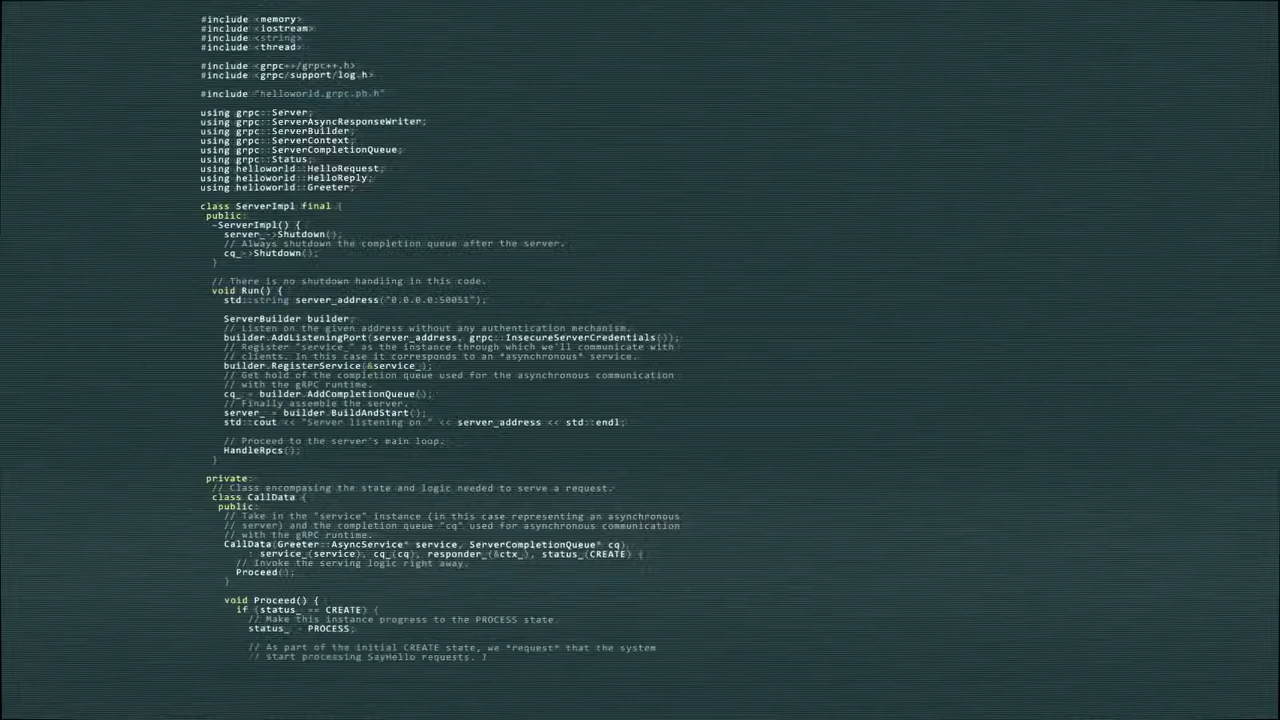 #include <memory>
#include <iostream>
#include <string>
#include <thread>
#include <grpc++/grpc++.h>
#include <grpc/support/log.h>
#include "helloworld.grpc.pb.h"
using grpc::Server;
using grpc::ServerAsyncResponseWriter;
using grpc::ServerBuilder;
using grpc::ServerContext;
using grpc::ServerCompletionQueue;
using grpc::Status;
using helloworld::HelloRequest;
using helloworld::HelloReply;
using helloworld::Greeter;
class ServerImpl final {
public:
~ServerImpl() {
server_->Shutdown();
// Always shutdown the completion queue after the server.
cq_->Shutdown();
}
// There is no shutdown handling in this code.
void Run() {
std::string server_address("0.0.0.0:50051");
ServerBuilder builder;
// Listen on the given address without any authentication mechanism.
builder.AddListeningPort(server_address, grpc::InsecureServerCredentials());
// Register "service_" as the instance through which we'll communicate with
// clients. In this case it corresponds to an *asynchronous* service.
builder.RegisterService(&service_);
// Get hold of the completion queue used for the asynchronous communication
// with the gRPC runtime.
cq_ = builder.AddCompletionQueue();
// Finally assemble the server.
server_ = builder.BuildAndStart();
std::cout << "Server listening on " << server_address << std::endl;
// Proceed to the server's main loop.
HandleRpcs();
}
private:
// Class encompasing the state and logic needed to serve a request.
class CallData {
public:
// Take in the "service" instance (in this case representing an asynchronous
// server) and the completion queue "cq" used for asynchronous communication
// with the gRPC runtime.
CallData(Greeter::AsyncService* service, ServerCompletionQueue* cq)
: service_(service), cq_(cq), responder_(&ctx_), status_(CREATE) {
// Invoke the serving logic right away.
Proceed();
}
void Proceed() {
if (status_ == CREATE) {
// Make this instance progress to the PROCESS state.
status_ = PROCESS;
// As part of the initial CREATE state, we *request* that the system
// start processing SayHello requests. I